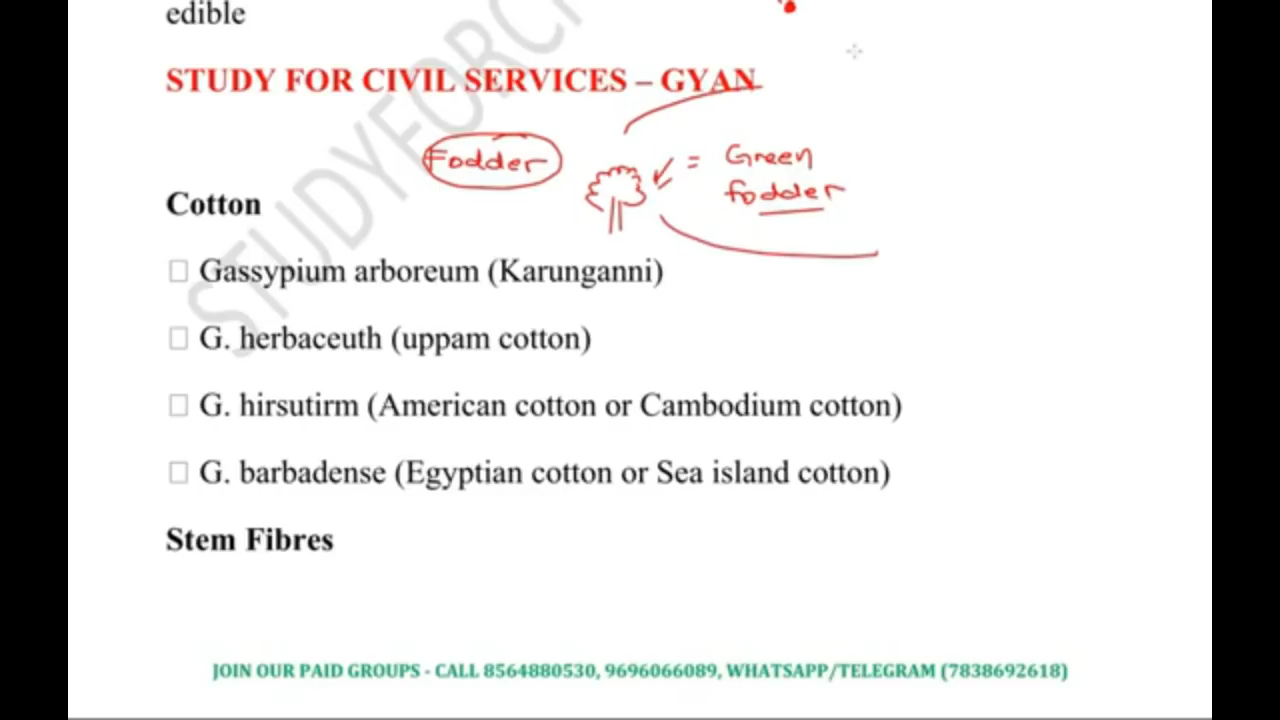 edible
STUDY FOR CIVIL SERVICES – GYAN
Fodder
= Green
fodder
Cotton
Gassypium arboreum (Karunganni)
G. herbaceuth (uppam cotton)
G. hirsutirm (American cotton or Cambodium cotton)
G. barbadense (Egyptian cotton or Sea island cotton)
Stem Fibres
JOIN OUR PAID GROUPS - CALL 8564880530, 9696066089, WHATSAPP/TELEGRAM (7838692618)